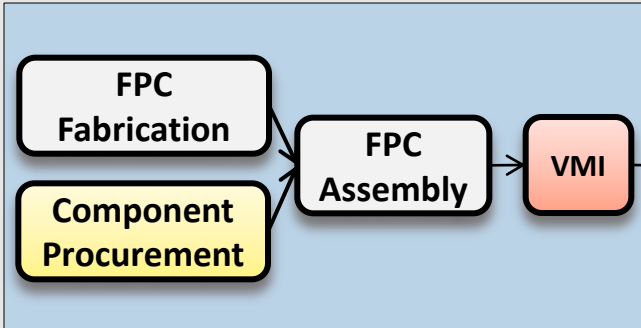 FPC
Fabrication
Component
Procurement
FPC
Assembly
VMI